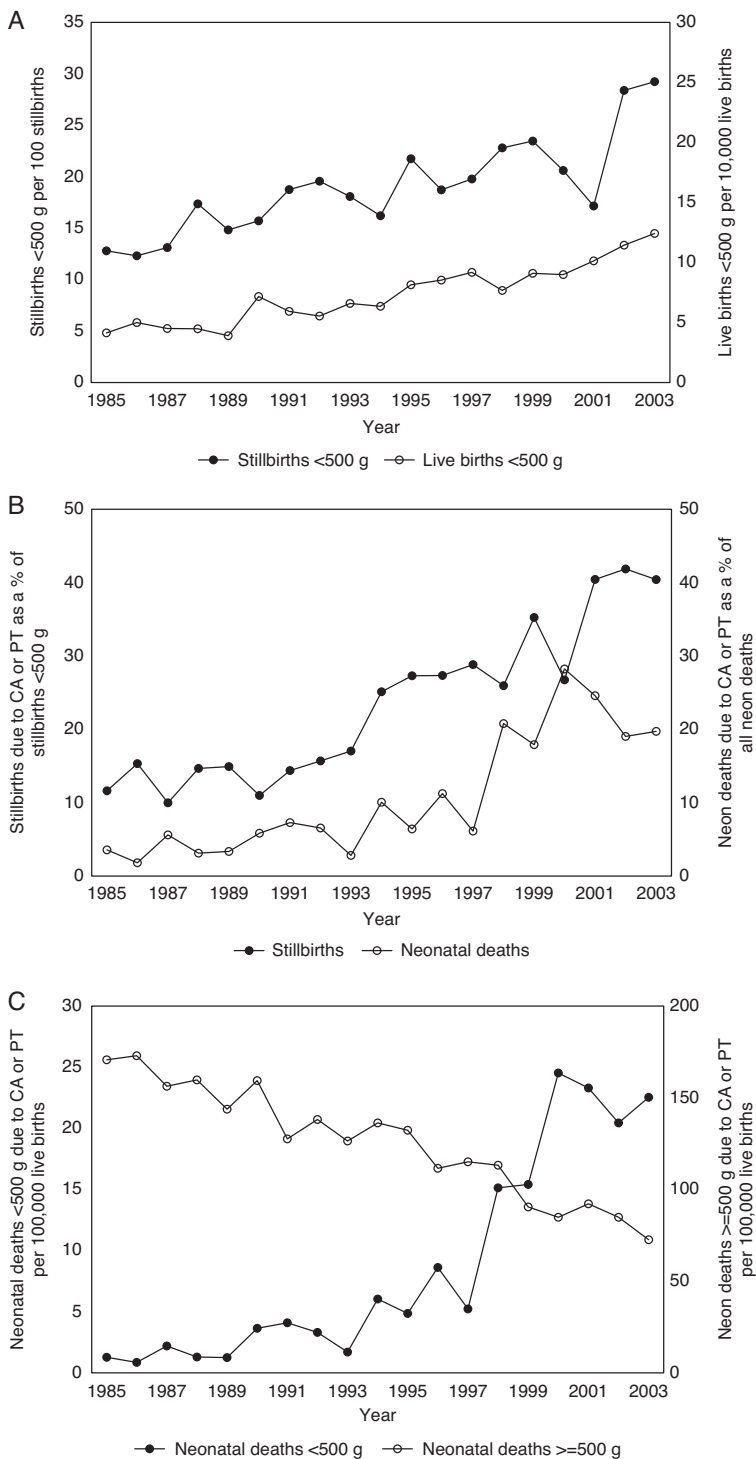 A
35
30
25
20
15
10
5
0
Stillbirths <500 g per 100 stillbirths
30
25
20
15
10
5
0
Live births <500 g per 10,000 live births
1985 1987 1989 1991 1993 1995 1997 1999 2001 2003
Year
Stillbirths <500 g Live births <500 g
B
50
40
30
20
10
0
Stillbirths due to CA or PT as a % of
stillbirths <500 g
50
40
30
20
10
0
Neon deaths due to CA or PT as a % of
all neon deaths
1985 1987 1989 1991 1993 1995 1997 1999 2001 2003
Year
Stillbirths Neonatal deaths
C
30
25
20
15
10
5
0
Neonatal deaths <500 g due to CA or PT
per 100,000 live births
200
150
100
50
0
Neon deaths >=500 g due to CA or PT
per 100,000 live births
1985 1987 1989 1991 1993 1995 1997 1999 2001 2003
Year
Neonatal deaths <500 g Neonatal deaths >=500 g